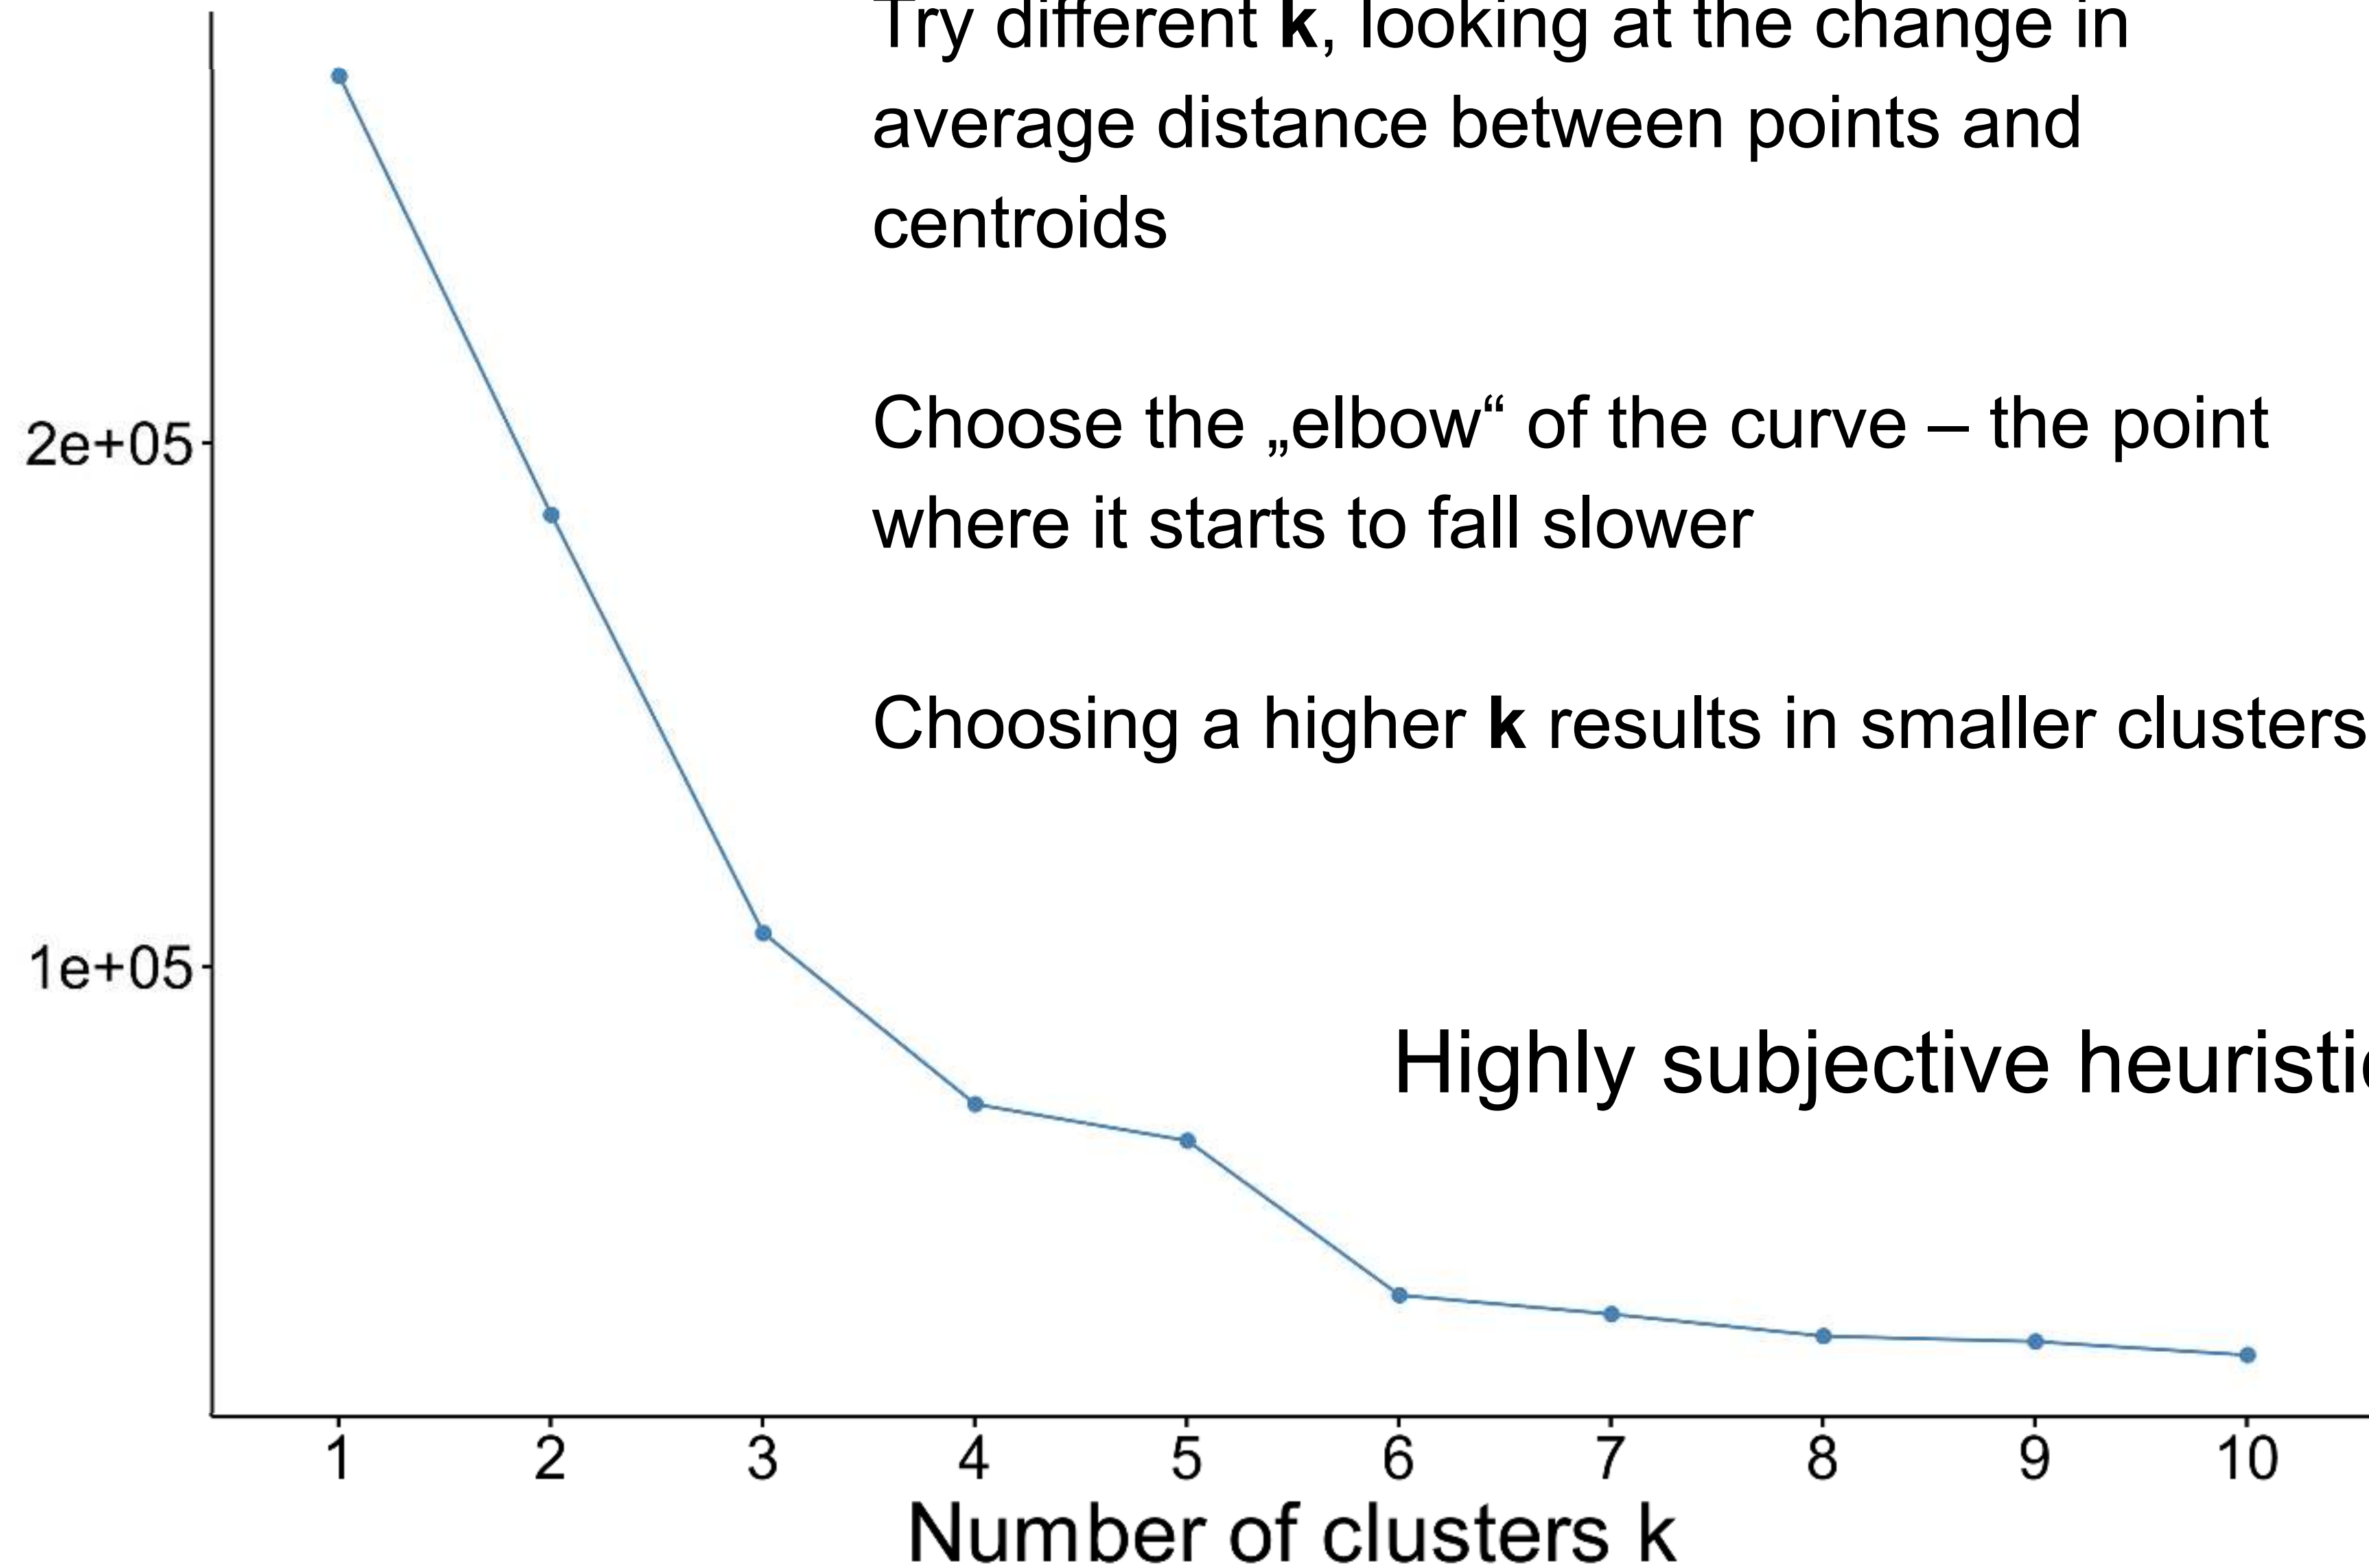 Try different k, looking at the change in
average distance between points and
centroids
Choose the „elbow“ of the curve – the point
where it starts to fall slower
Choosing a higher k results in smaller clusters
Highly subjective
2e+05
1e+05
1 2 3 4 5 6 7 8 9 10
Number of clusters k